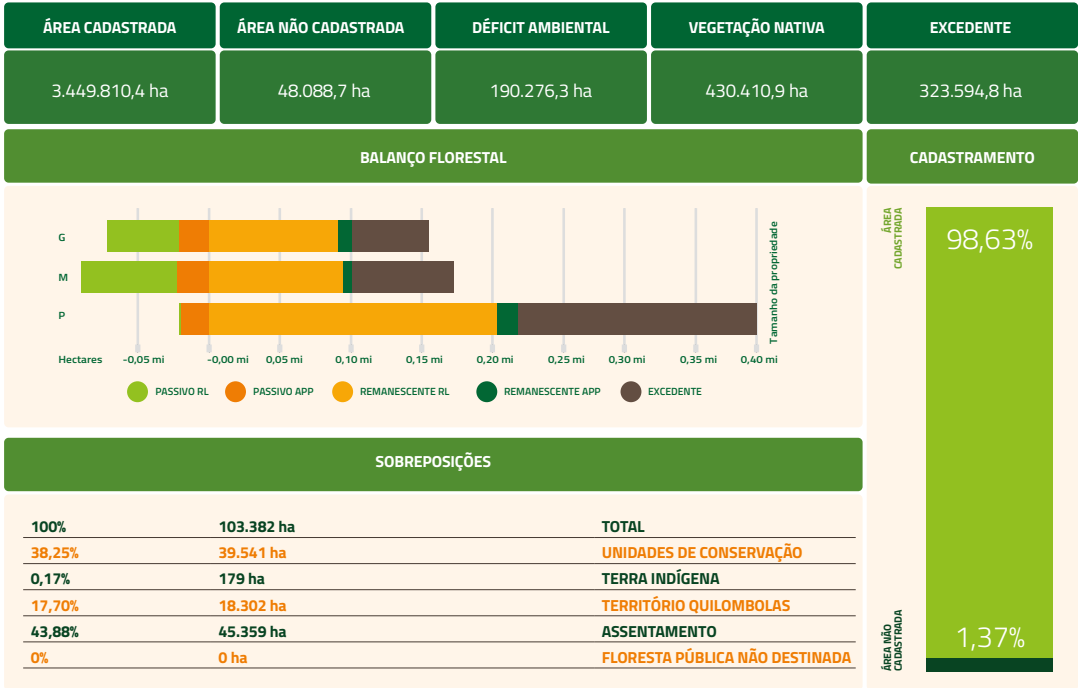 ÁREA CADASTRADA
ÁREA NÃO CADASTRADA
DÉFICIT AMBIENTAL
VEGETAÇÃO NATIVA
EXCEDENTE
3.449.810,4 ha
48.088,7 ha
190.276,3 ha
430.410,9 ha
323.594,8 ha
BALANÇO FLORESTAL
CADASTRAMENTO
G
M
P
Tamanho da propriedade
Hectares -0,05 mi -0,00 mi 0,05 mi 0,10 mi 0,15 mi 0,20 mi 0,25 mi 0,30 mi 0,35 mi 0,40 mi
PASSIVO RL PASSIVO APP REMANESCENTE RL REMANESCENTE APP EXCEDENTE
ÁREA
CADASTRADA
98,63%
SOBREPOSIÇÕES
100% 103.382 ha TOTAL
38,25% 39.541 ha UNIDADES DE CONSERVAÇÃO
0,17% 179 ha TERRA INDÍGENA
17,70% 18.302 ha TERRITÓRIO QUILOMBOLAS
43,88% 45.359 ha ASSENTAMENTO
0% 0 ha FLORESTA PÚBLICA NÃO DESTINADA
ÁREA NÃO
CADASTRADA
1,37%